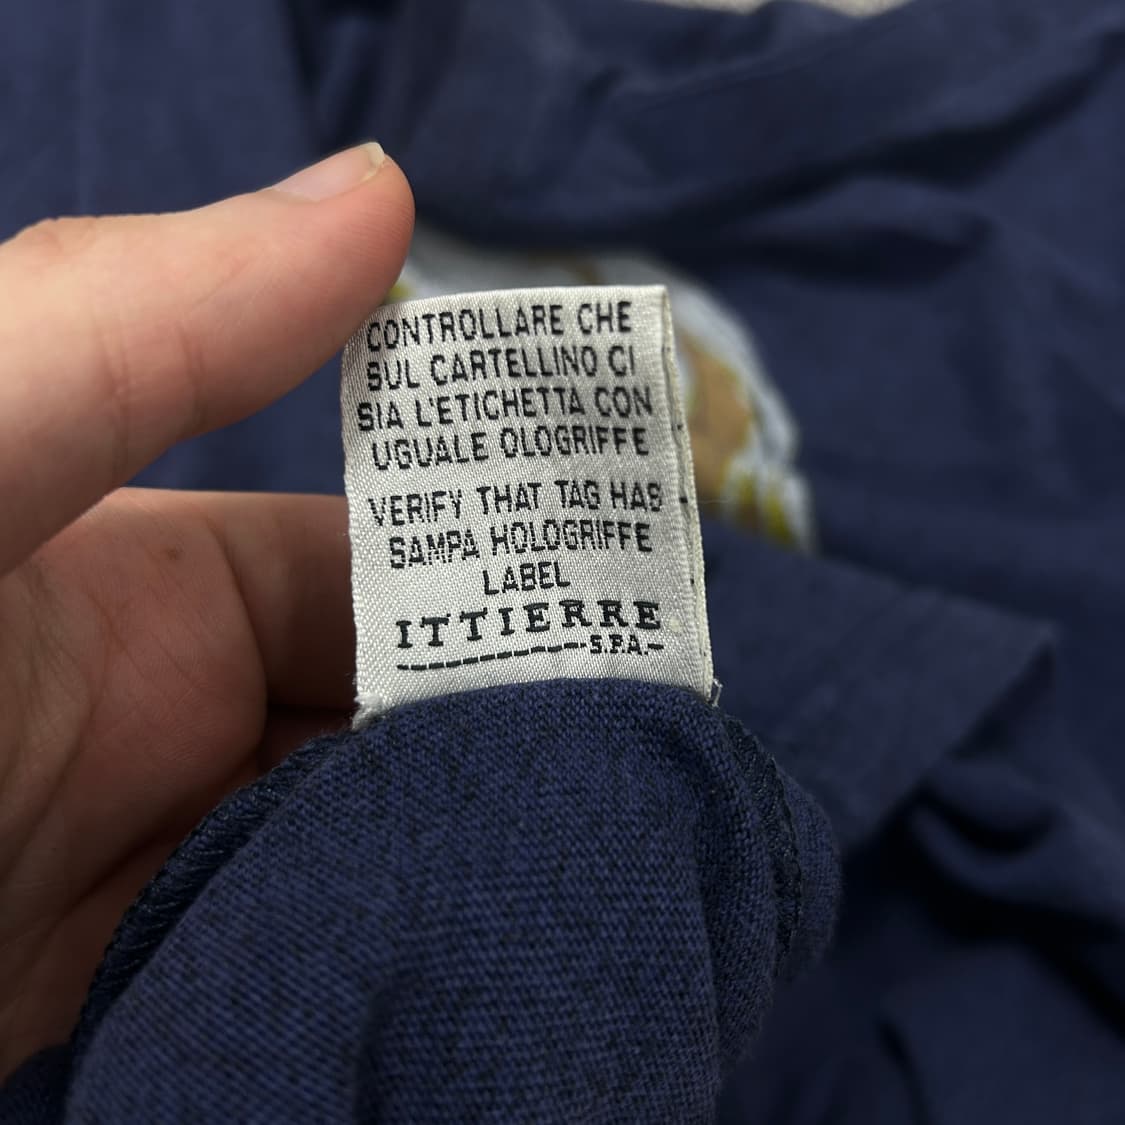 CONTROLLARE CHE
SUL CARTELLINO CI
SIA L'ETICHETTA CON
UGUALE OLOGRIFFE
VERIFY THAT TAG HAS
SAMPA HOLOGRIFFE
LABEL
ITTIERRE
S.P.A.